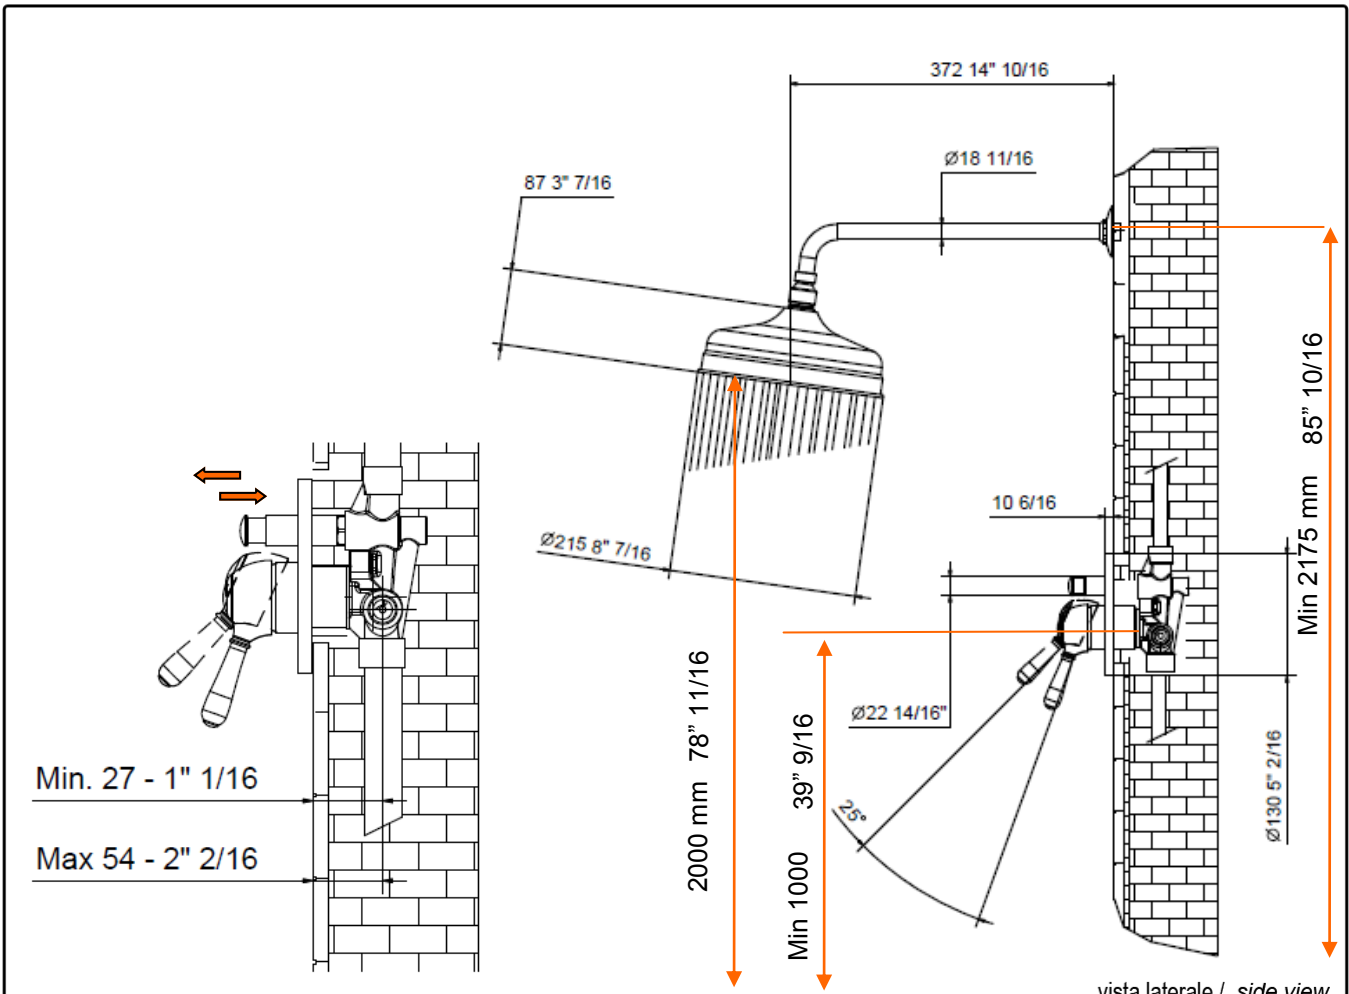 372 14" 10/16
Ø18 11/16
87 3" 7/16
Min 2175 mm 85” 10/16
10 6/16
Ø215 8" 7/16
2000 mm 78” 11/16
Min 1000 39” 9/16
Ø22 14/16"
Ø130 5" 2/16
25°
Min. 27 - 1" 1/16
Max 54 - 2" 2/16
vista laterale / side view